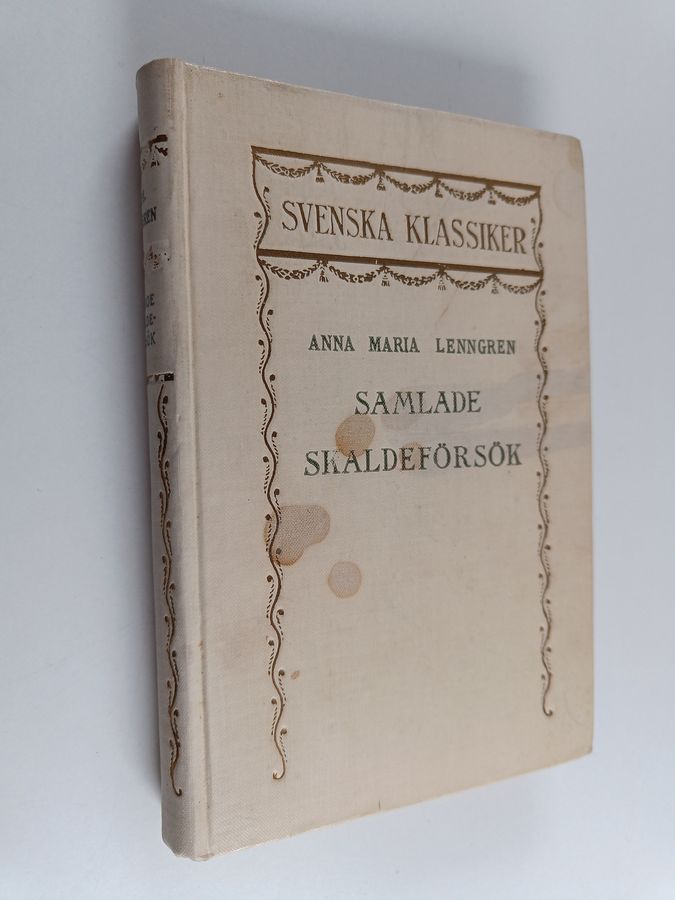 SVENSKA KLASSIKER
ANNA MARIA LENNGREN
SAMLADE
SKALDEFÖRSÖK